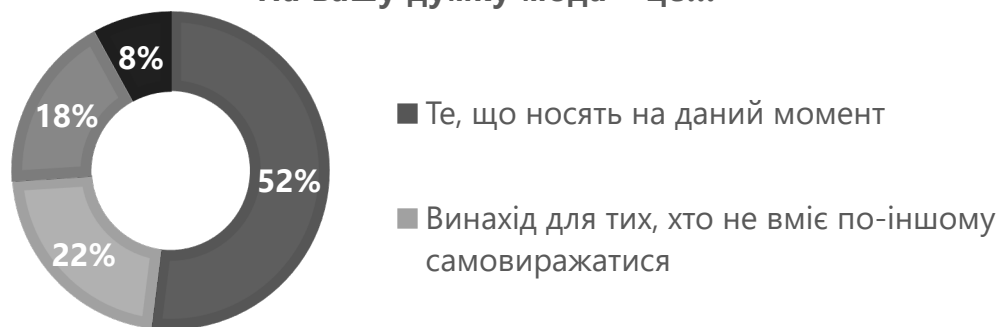 8%
18%
52%
22%
Те, що носять на даний момент
Винахід для тих, хто не вміє по-іншому
самовиражатися